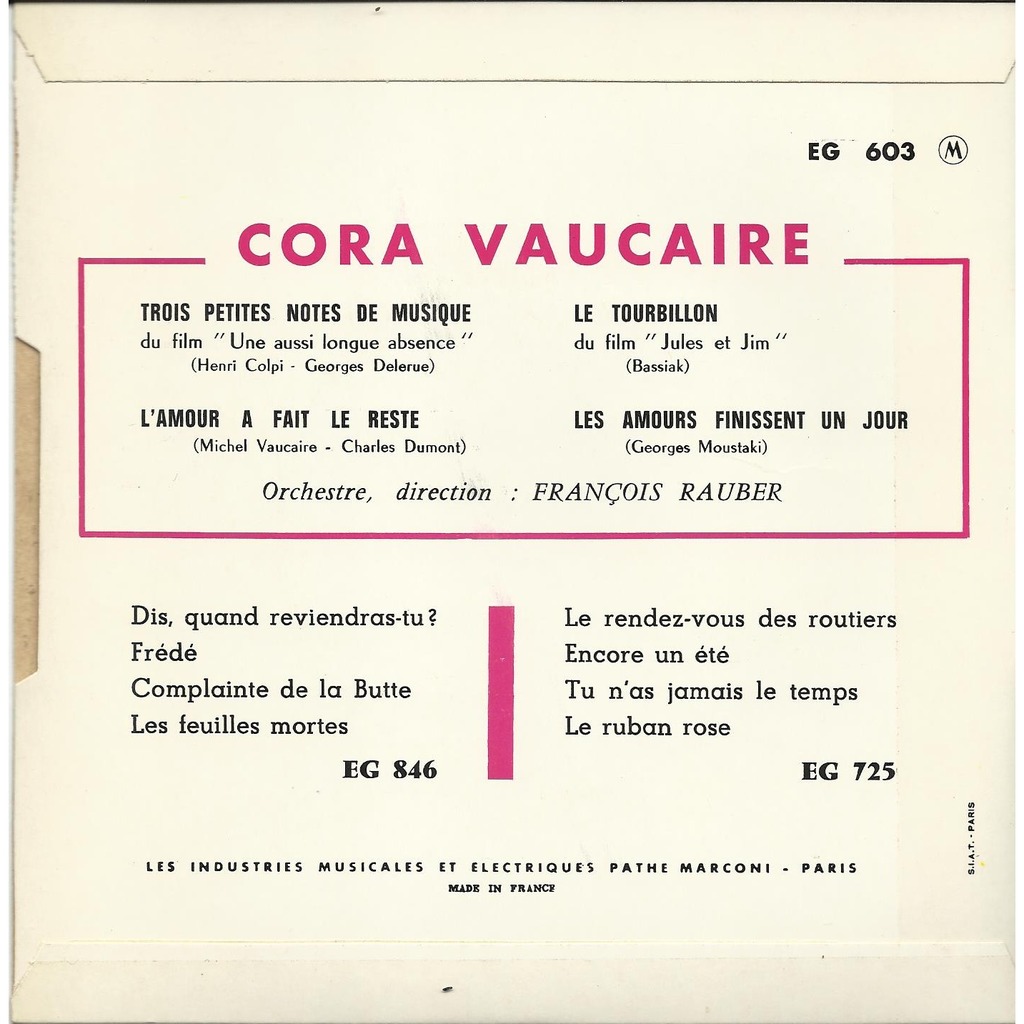 EG 603 M
CORA VAUCAIRE
TROIS PETITES NOTES DE MUSIQUE
du film "Une aussi longue absence"
(Henri Colpi - Georges Delerue)
L'AMOUR A FAIT LE RESTE
(Michel Vaucaire - Charles Dumont)
LE TOURBILLON
du film "Jules et Jim"
(Bassiak)
LES AMOURS FINISSENT UN JOUR
(Georges Moustaki)
Orchestre, direction : FRANÇOIS RAUBER
Dis, quand reviendras-tu?
Frédé
Complainte de la Butte
Les feuilles mortes
EG 846
Le rendez-vous des routiers
Encore un été
Tu n'as jamais le temps
Le ruban rose
EG 725
S.I.A.T. - PARIS
LES INDUSTRIES MUSICALES ET ELECTRIQUES PATHE MARCONI - PARIS
MADE IN FRANCE